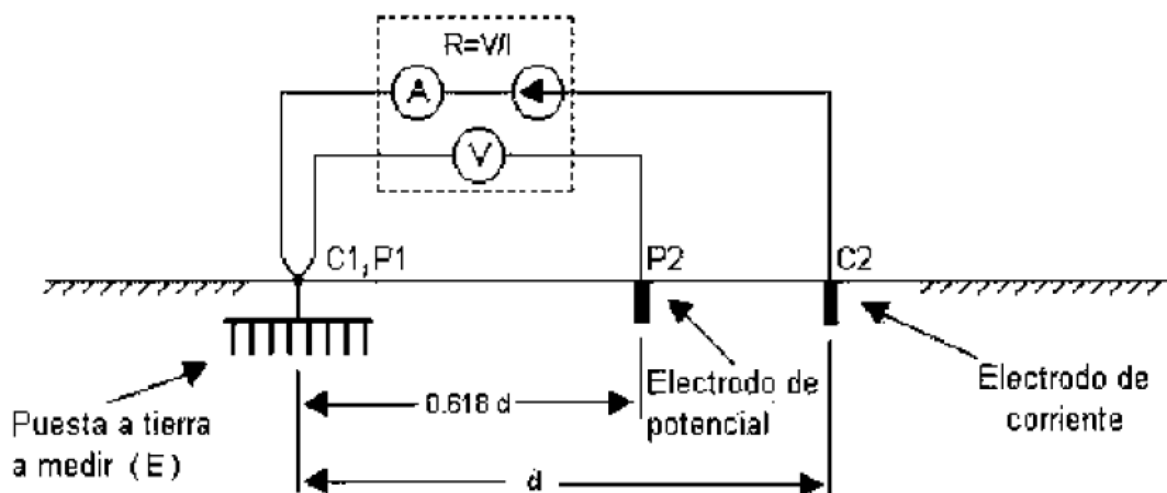 R=V/I
A
V
C1,P1
P2
C2
Puesta a tierra
a medir (E)
0.618 d
Electrodo de
potencial
Electrodo de
corriente
d